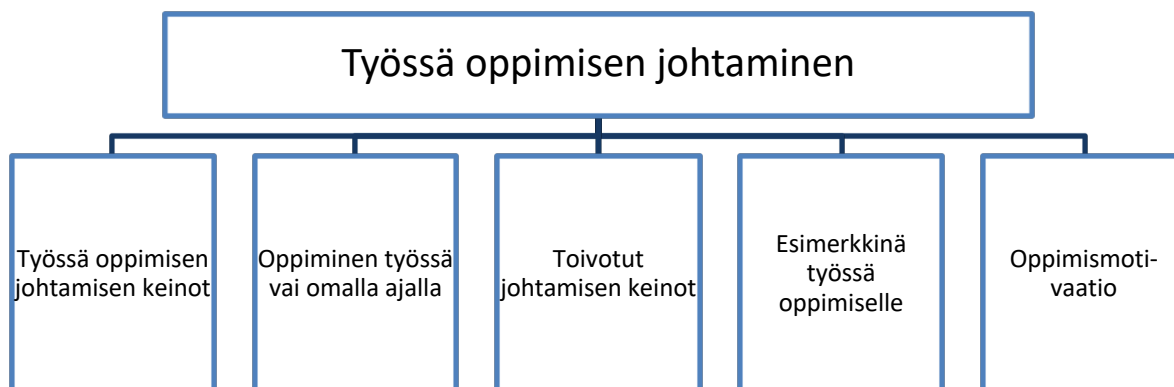 Työssä oppimisen johtaminen
Työssä oppimisen
johtamisen keinot
Oppiminen työssä
vai omalla ajalla
Toivotut
johtamisen keinot
Esimerkkinä
työssä
oppimiselle
Oppimismoti-
vaatio